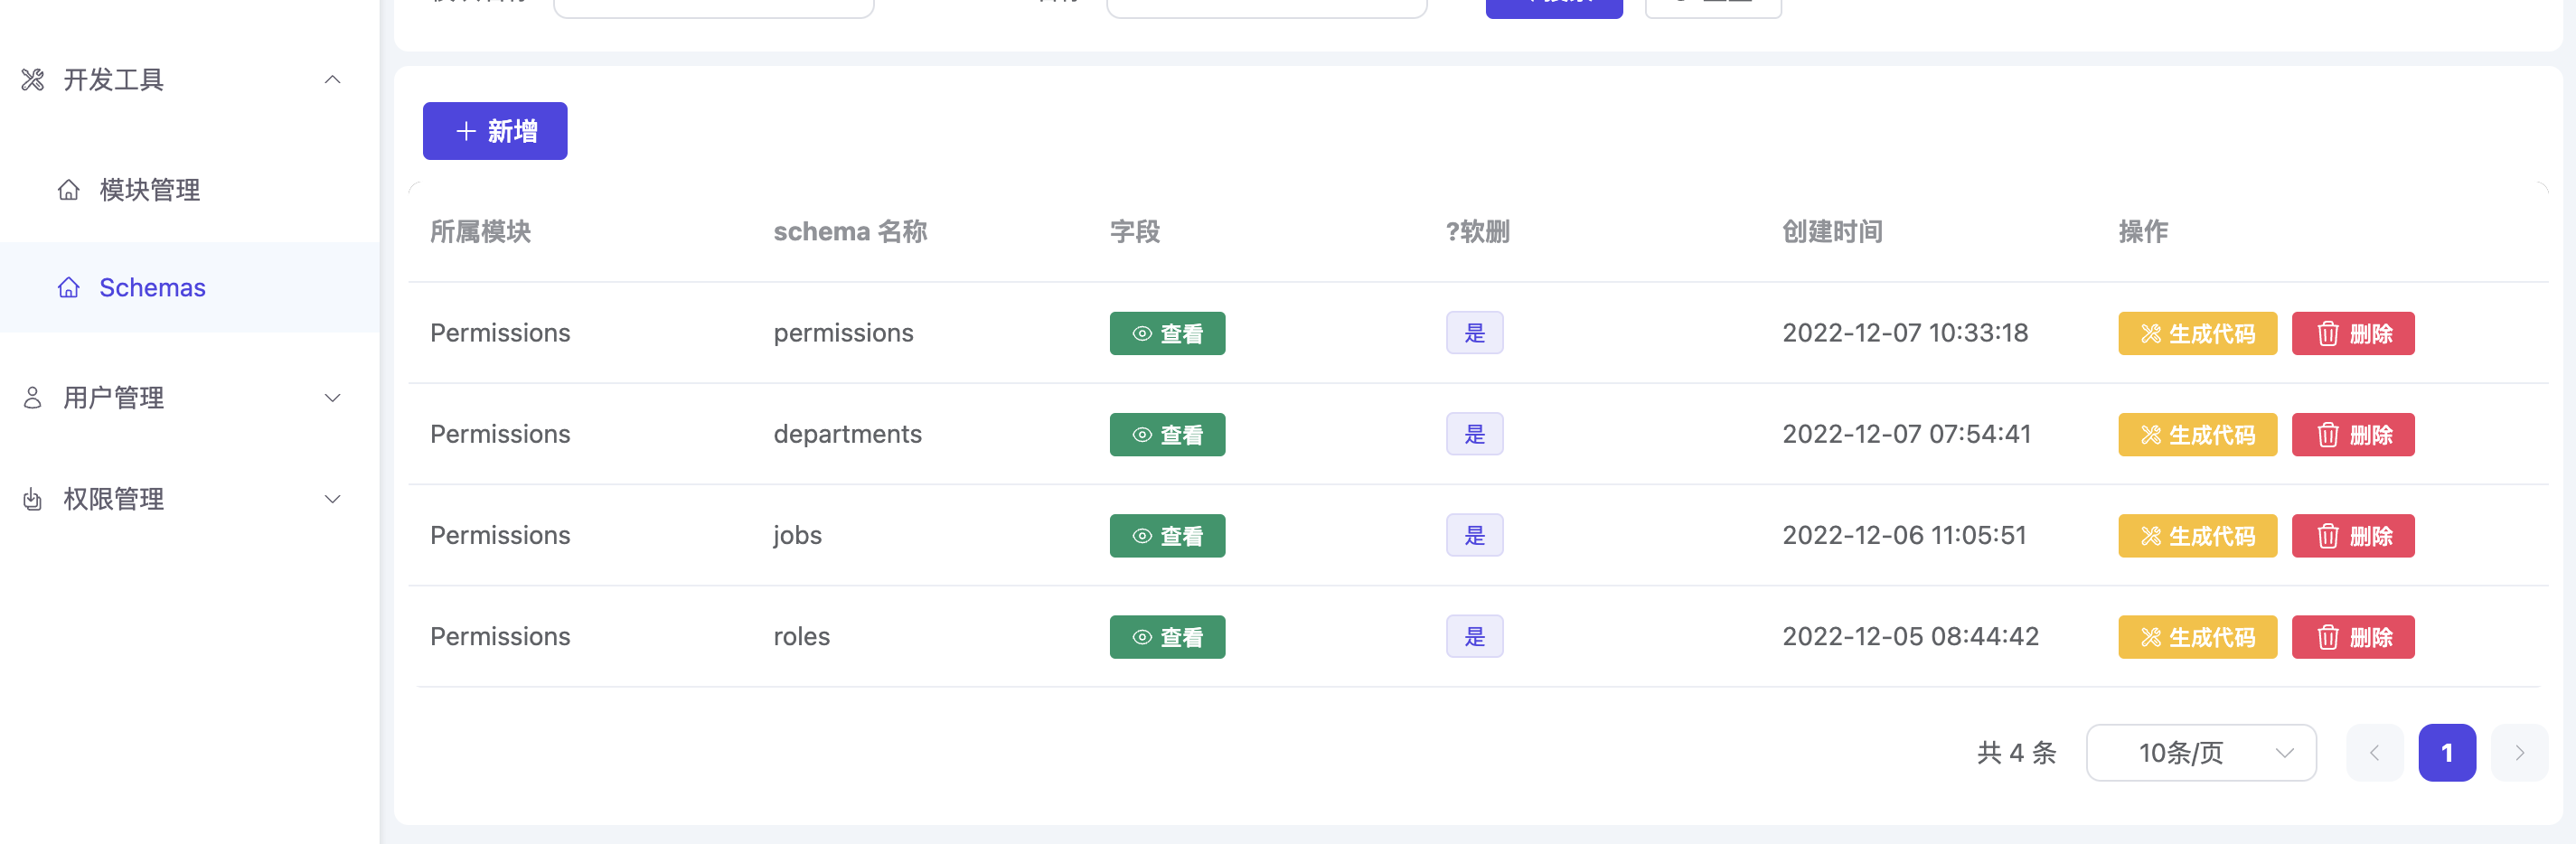 开发工具
模块管理
Schemas
用户管理
权限管理
新增
所属模块 schema 名称 字段 ?软删 创建时间 操作
Permissions permissions 查看 是 2022-12-07 10:33:18 生成代码 删除
Permissions departments 查看 是 2022-12-07 07:54:41 生成代码 删除
Permissions jobs 查看 是 2022-12-06 11:05:51 生成代码 删除
Permissions roles 查看 是 2022-12-05 08:44:42 生成代码 删除
共 4 条 10条/页 1